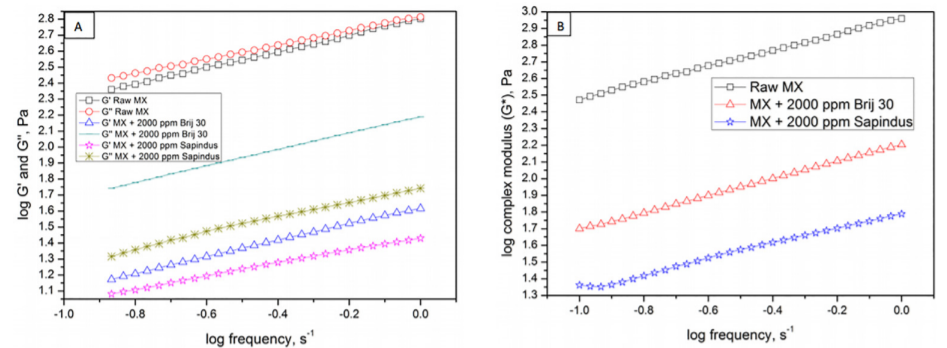 A
2.8
2.7
2.6
2.5
2.4
2.3
2.2
2.1
2.0
1.9
1.8
1.7
1.6
1.5
1.4
1.3
1.2
1.1
log G' and G'', Pa
G' Raw MX
G'' Raw MX
G' MX + 2000 ppm Brij 30
G'' MX + 2000 ppm Brij 30
G' MX + 2000 ppm Sapindus
G'' MX + 2000 ppm Sapindus
-1.0 -0.8 -0.6 -0.4 -0.2 0.0
log frequency, s-1
B
3.0
2.9
2.8
2.7
2.6
2.5
2.4
2.3
2.2
2.1
2.0
1.9
1.8
1.7
1.6
1.5
1.4
1.3
log complex modulus (G*), Pa
Raw MX
MX + 2000 ppm Brij 30
MX + 2000 ppm Sapindus
-1.0 -0.8 -0.6 -0.4 -0.2 0.0
log frequency, s-1